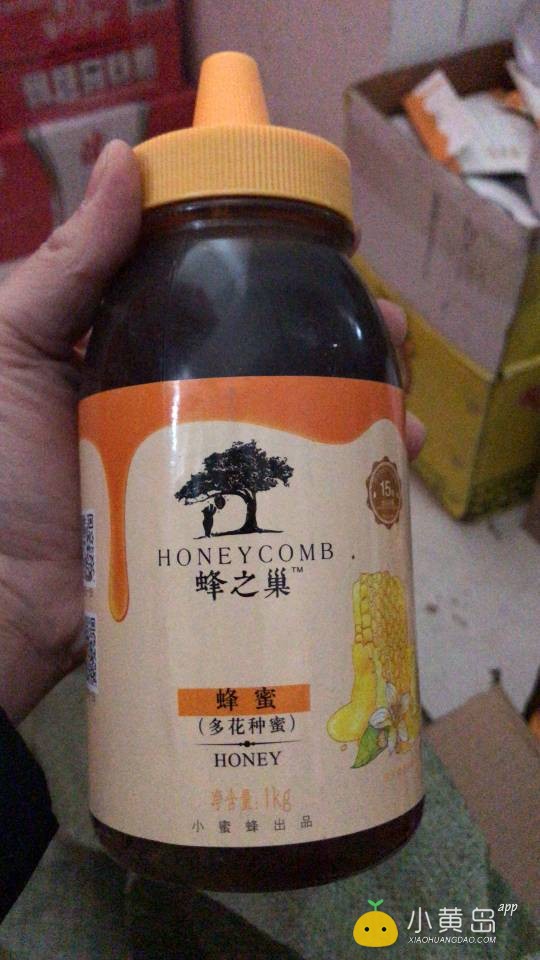 15
HONEYCOMB
蜂之巢™
蜂蜜
(多花种蜜)
HONEY
净含量:1kg
小蜜蜂出品
小黄岛app
XIAOHUANGDAO.COM